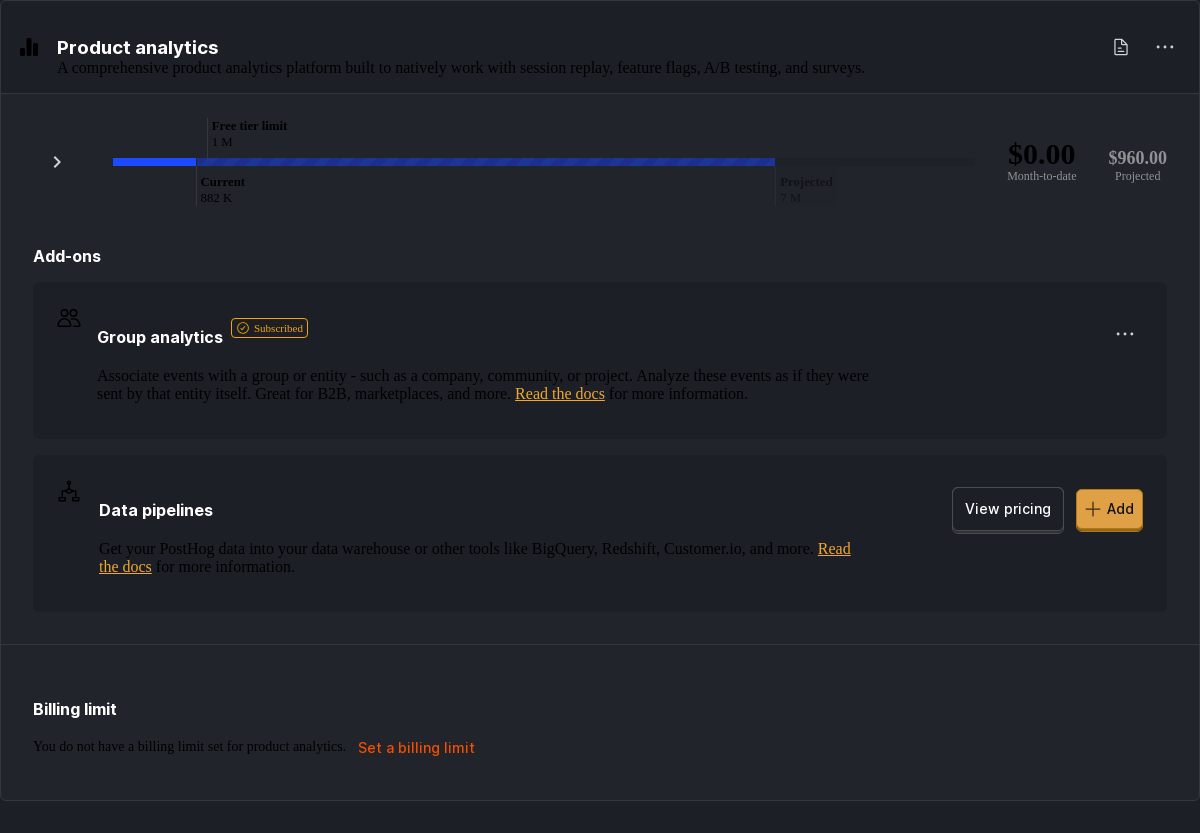 Product analytics
A comprehensive product analytics platform built to natively work with session replay, feature flags, A/B testing, and surveys.
Free tier limit
1 M
Current
882 K
Projected
7 M
$0.00
Month-to-date
$960.00
Projected
Add-ons
Group analytics
Subscribed
Associate events with a group or entity - such as a company, community, or project. Analyze these events as if they were
sent by that entity itself. Great for B2B, marketplaces, and more. Read the docs for more information.
Data pipelines
View pricing
Add
Get your PostHog data into your data warehouse or other tools like BigQuery, Redshift, Customer.io, and more. Read
the docs for more information.
Billing limit
You do not have a billing limit set for product analytics. Set a billing limit